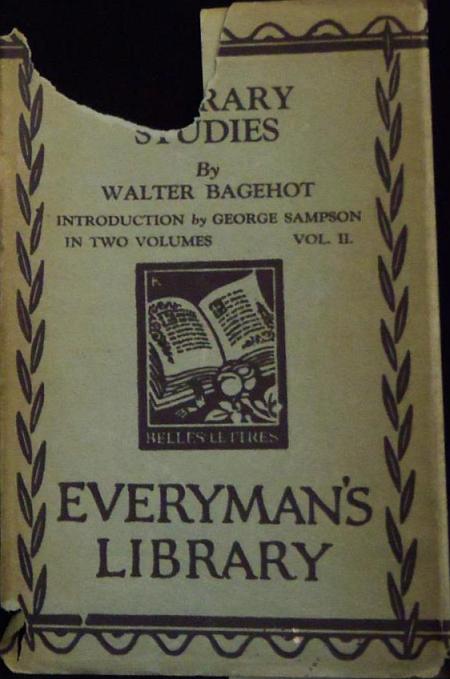 RARY
STUDIES
By
WALTER BAGEHOT
INTRODUCTION by GEORGE SAMPSON
IN TWO VOLUMES VOL. II.
K
BELLES LETTRES
EVERYMAN'S
LIBRARY